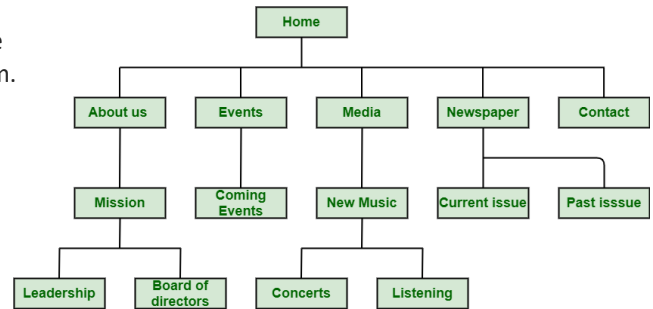 Home
n.
About us
Events
Media
Newspaper
Contact
Mission
Coming
Events
New Music
Current issue
Past isssue
Leadership
Board of
directors
Concerts
Listening